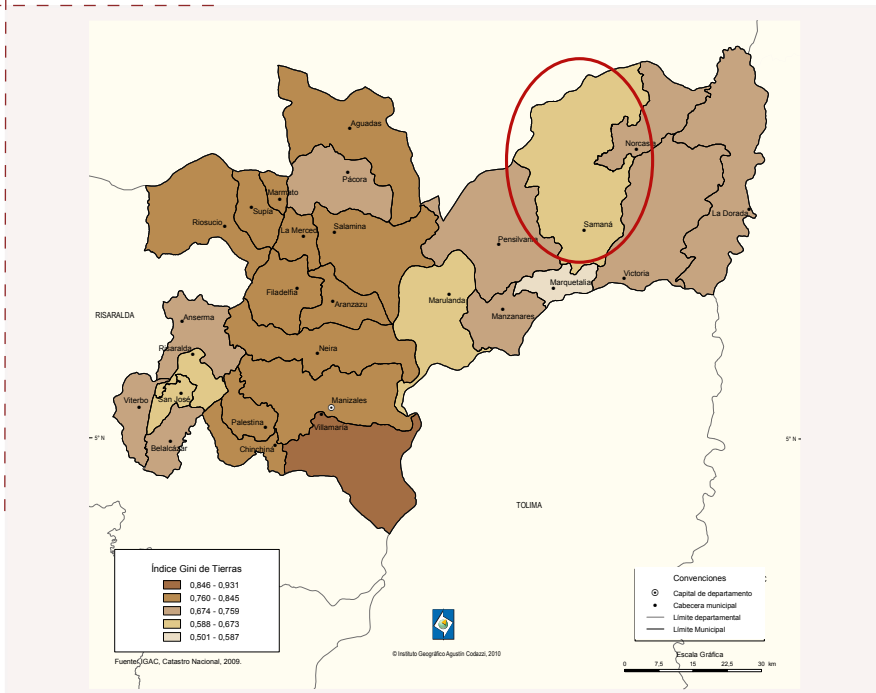 Aguadas
Pácora
Marmato
Supía
Riosucio
La Merced
Salamina
Norcasia
La Dorada
Samaná
Pensilvania
Filadelfia
Aranzazu
Marulanda
Marquetalia
Victoria
Manzanares
RISARALDA
Anserma
Risaralda
Neira
Viterbo
San José
Manizales
Palestina
Villamaría
Belalcázar
Chinchiná
5° N
5° N
TOLIMA
Índice Gini de Tierras
0,846 - 0,931
0,760 - 0,845
0,674 - 0,759
0,588 - 0,673
0,501 - 0,587
Fuente: IGAC, Catastro Nacional, 2009.
© Instituto Geográfico Agustín Codazzi, 2010
Convenciones
Capital de departamento
Cabecera municipal
Límite departamental
Límite Municipal
Escala Gráfica
0 7,5 15 22,5 30 km